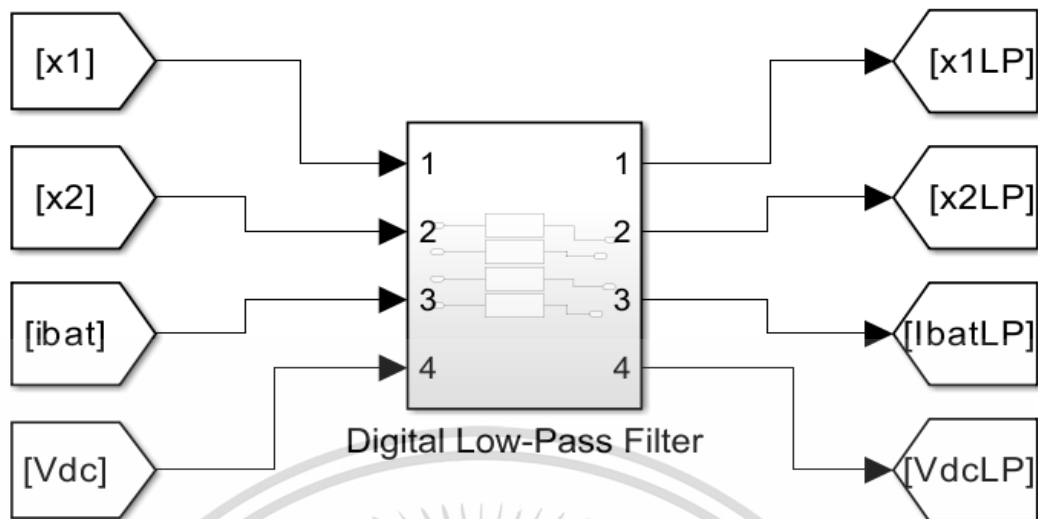 [x1]
[x1LP]
1
1
[x2]
[x2LP]
2
2
3
3
[ibat]
[IbatLP]
4
4
Digital Low-Pass Filter
[Vdc]
[VdcLP]